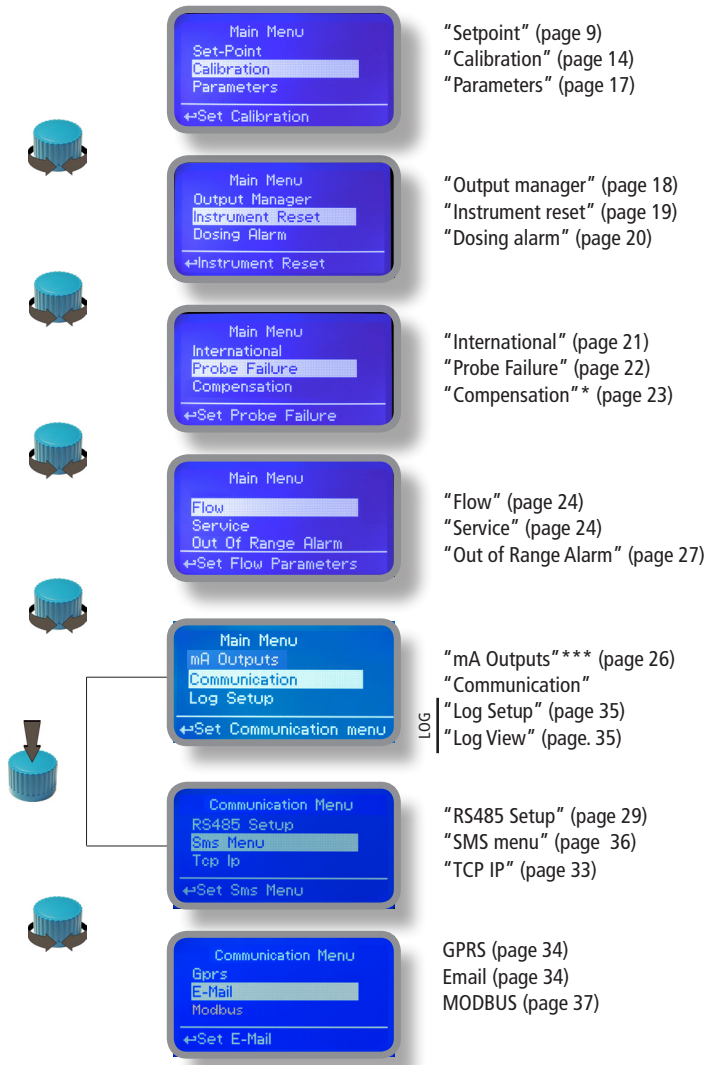 Main Menu
Set-Point
Calibration
Parameters
↩Set Calibration
"Setpoint" (page 9)
"Calibration" (page 14)
"Parameters" (page 17)
Main Menu
Output Manager
Instrument Reset
Dosing Alarm
↩Instrument Reset
"Output manager" (page 18)
"Instrument reset" (page 19)
"Dosing alarm" (page 20)
Main Menu
International
Probe Failure
Compensation
↩Set Probe Failure
"International" (page 21)
"Probe Failure" (page 22)
"Compensation"* (page 23)
Main Menu
Flow
Service
Out Of Range Alarm
↩Set Flow Parameters
"Flow" (page 24)
"Service" (page 24)
"Out of Range Alarm" (page 27)
Main Menu
mA Outputs
Communication
Log Setup
↩Set Communication menu
"mA Outputs"*** (page 26)
"Communication"
LOG
"Log Setup" (page 35)
"Log View" (page. 35)
Communication Menu
RS485 Setup
Sms Menu
Tcp Ip
↩Set Sms Menu
"RS485 Setup" (page 29)
"SMS menu" (page 36)
"TCP IP" (page 33)
Communication Menu
Gprs
E-Mail
Modbus
↩Set E-Mail
GPRS (page 34)
Email (page 34)
MODBUS (page 37)